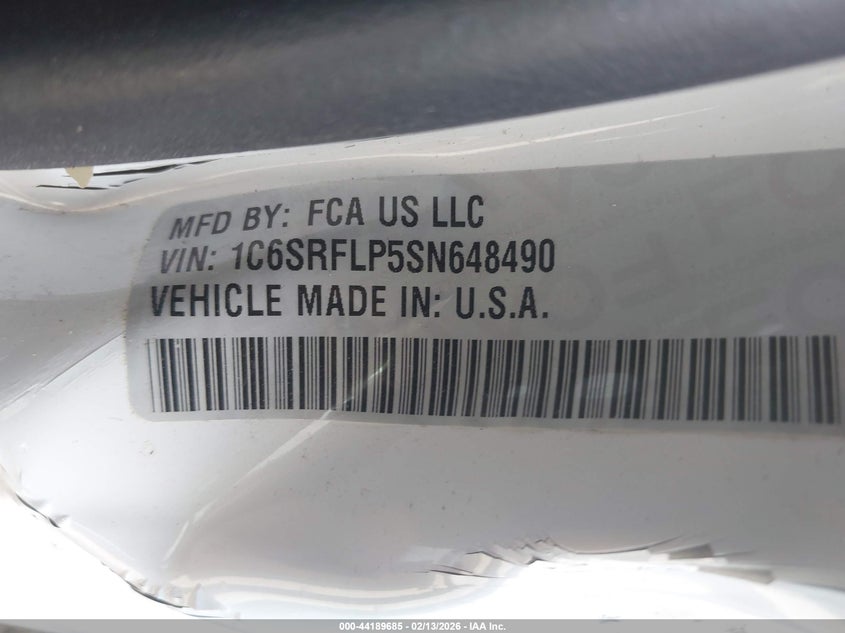 MFD BY: FCA US LLC
VIN: 1C6SRFLP5SN648490
VEHICLE MADE IN: U.S.A.
000-44189685 - 02/13/2026 - IAA Inc.